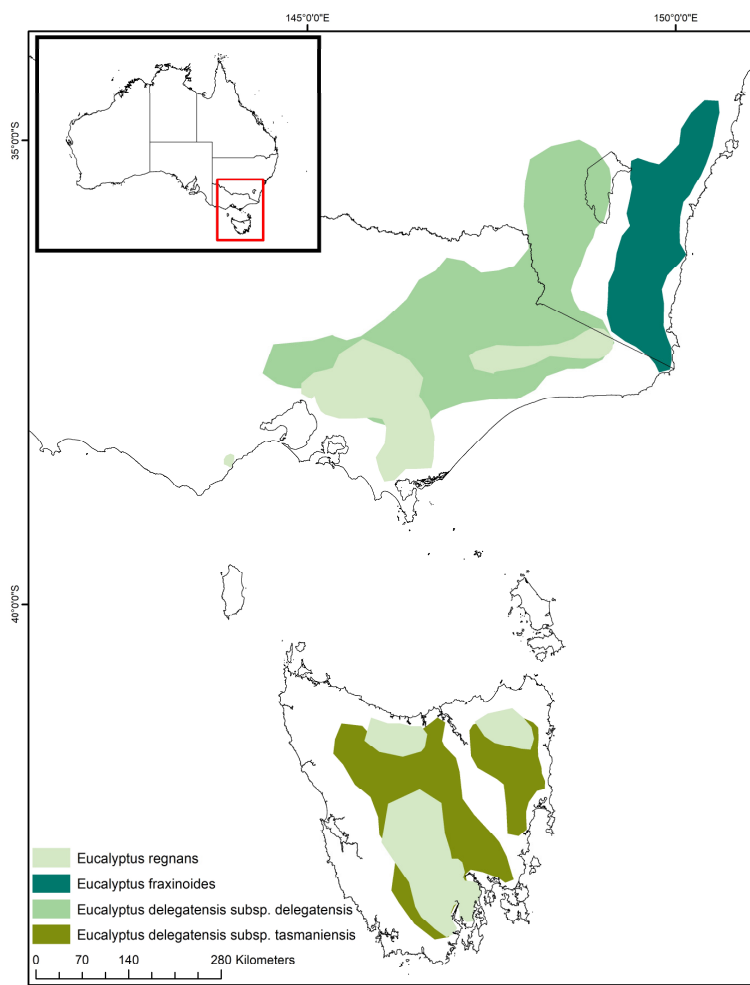 145°0'0"E
150°0'0"E
35°0'0"S
40°0'0"S
Eucalyptus regnans
Eucalyptus fraxinoides
Eucalyptus delegatensis subsp. delegatensis
Eucalyptus delegatensis subsp. tasmaniensis
0 70 140 280 Kilometers